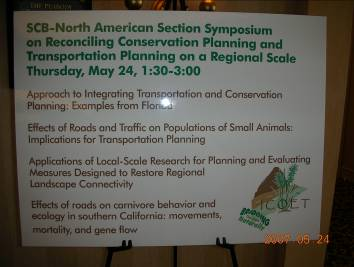 THE PEABODY
SCB-North American Section Symposium
on Reconciling Conservation Planning and
Transportation Planning on a Regional Scale
Thursday, May 24, 1:30-3:00
Approach to Integrating Transportation and Conservation
Planning: Examples from Florida
Effects of Roads and Traffic on Populations of Small Animals:
Implications for Transportation Planning
Applications of Local-Scale Research for Planning and Evaluating
Measures Designed to Restore Regional
Landscape Connectivity
Effects of roads on carnivore behavior and
ecology in southern California: movements,
mortality, and gene flow
ICOET
2007-05-24